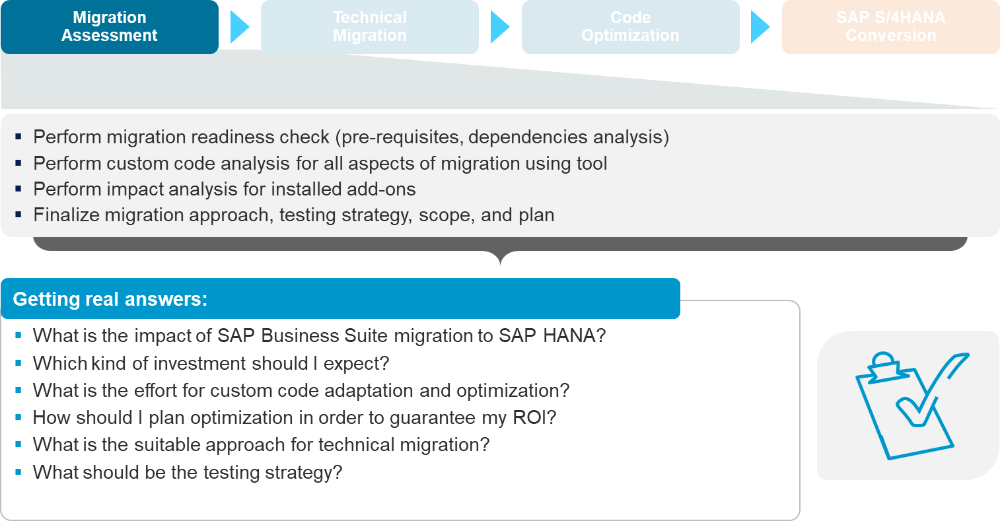 Migration
Assessment
Technical
Migration
Code
Optimization
SAP S/4HANA
Conversion
▪ Perform migration readiness check (pre-requisites, dependencies analysis)
▪ Perform custom code analysis for all aspects of migration using tool
▪ Perform impact analysis for installed add-ons
▪ Finalize migration approach, testing strategy, scope, and plan
Getting real answers:
▪ What is the impact of SAP Business Suite migration to SAP HANA?
▪ Which kind of investment should I expect?
▪ What is the effort for custom code adaptation and optimization?
▪ How should I plan optimization in order to guarantee my ROI?
▪ What is the suitable approach for technical migration?
▪ What should be the testing strategy?